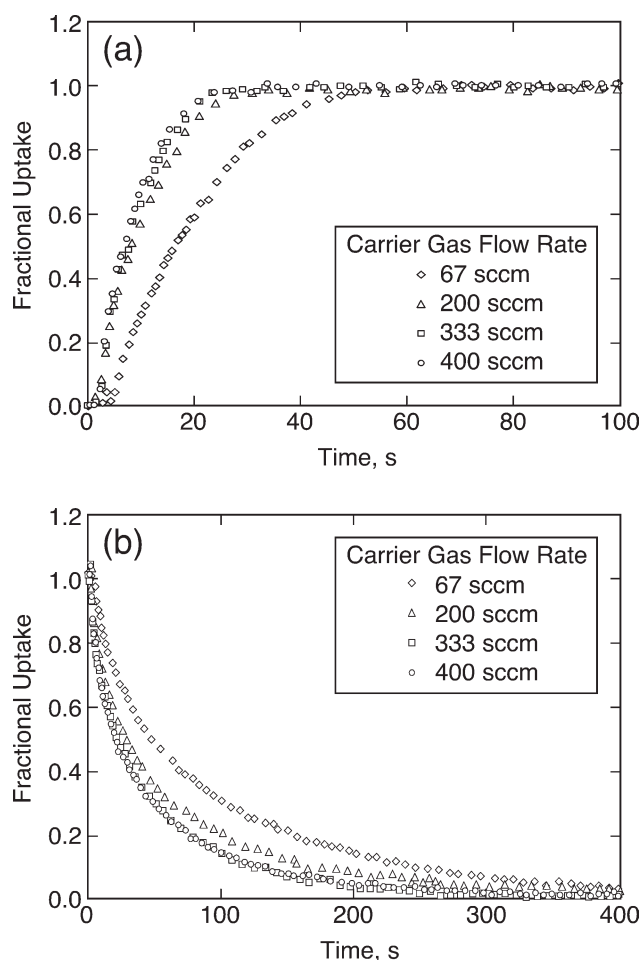 (a)
1.2
1.0
0.8
0.6
0.4
0.2
0.0
Fractional Uptake
Carrier Gas Flow Rate
67 sccm
200 sccm
333 sccm
400 sccm
0 20 40 60 80 100
Time, s
(b)
1.2
1.0
0.8
0.6
0.4
0.2
0.0
Fractional Uptake
Carrier Gas Flow Rate
67 sccm
200 sccm
333 sccm
400 sccm
0 100 200 300 400
Time, s